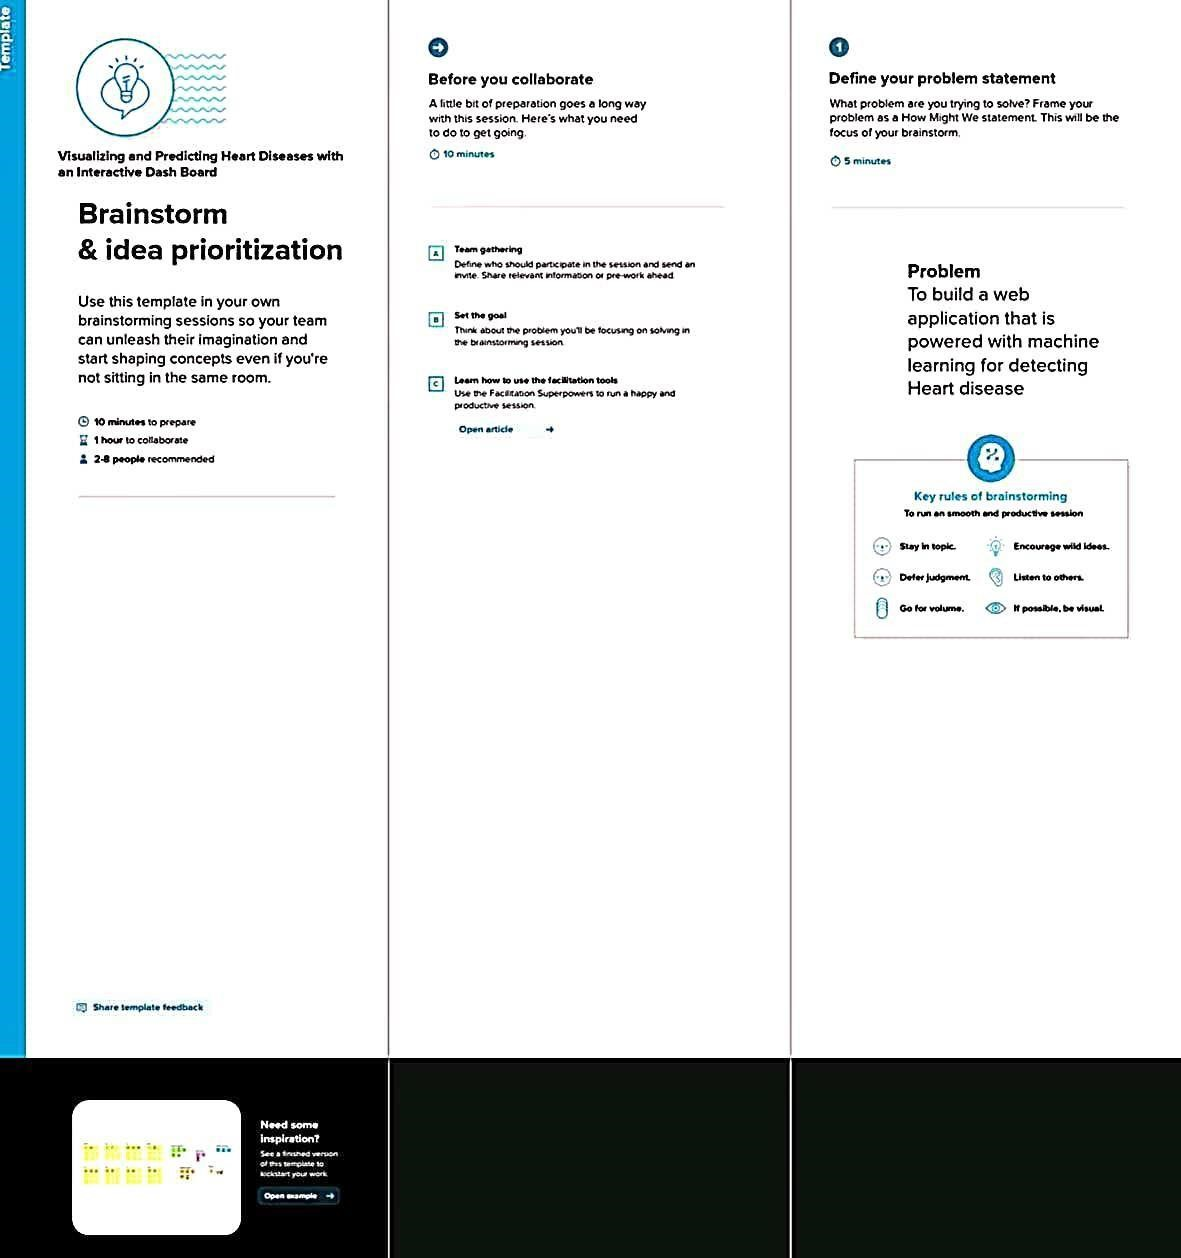 Template
Visualizing and Predicting Heart Diseases with
an Interactive Dash Board
Brainstorm
& idea prioritization
Use this template in your own
brainstorming sessions so your team
can unleash their imagination and
start shaping concepts even if you're
not sitting in the same room.
10 minutes to prepare
1 hour to collaborate
2-8 people recommended
Share template feedback
Need some
inspiration?
See a finished version
of this template to
kickstart your work.
Open example
Before you collaborate
A little bit of preparation goes a long way
with this session. Here's what you need
to do to get going.
10 minutes
A
Team gathering
Define who should participate in the session and send an
invite. Share relevant information or pre-work ahead.
B
Set the goal
Think about the problem you'll be focusing on solving in
the brainstorming session.
C
Learn how to use the facilitation tools
Use the Facilitation Superpowers to run a happy and
productive session.
Open article
1
Define your problem statement
What problem are you trying to solve? Frame your
problem as a How Might We statement. This will be the
focus of your brainstorm.
5 minutes
Problem
To build a web
application that is
powered with machine
learning for detecting
Heart disease
Key rules of brainstorming
To run an smooth and productive session
Stay in topic.
Encourage wild ideas.
Defer judgment.
Listen to others.
Go for volume.
If possible, be visual.